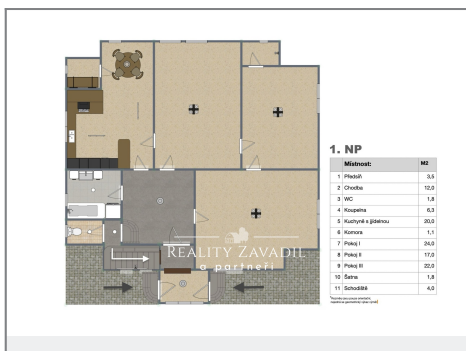 REALITY ZAVADIL
a partneři
1. NP
Místnost: M2
1 Předsíň 3,5
2 Chodba 12,0
3 WC 1,8
4 Koupelna 6,3
5 Kuchyně s jídelnou 20,0
6 Komora 1,1
7 Pokoj I 24,0
8 Pokoj II 17,0
9 Pokoj III 22,0
10 Šatna 1,8
11 Schodiště 4,0